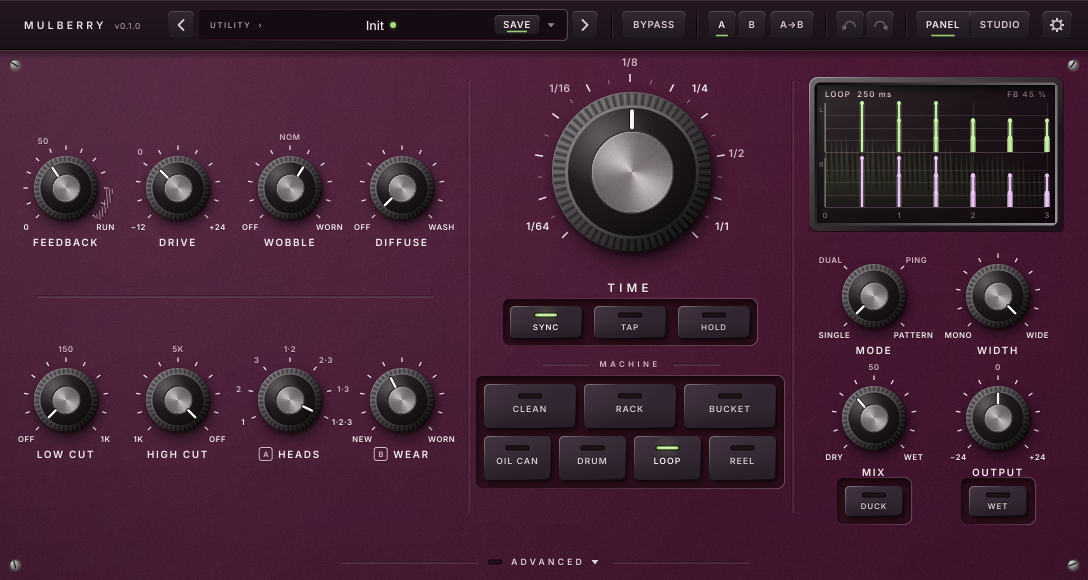 MULBERRY v0.1.0
UTILITY ›
Init
SAVE
BYPASS
A
B
A→B
PANEL
STUDIO
50
0
RUN
FEEDBACK
0
−12
+24
DRIVE
NOM
OFF
WORN
WOBBLE
OFF
WASH
DIFFUSE
150
OFF
1K
LOW CUT
5K
1K
OFF
HIGH CUT
1
2
3
1·2
2·3
1·3
1·2·3
A HEADS
NEW
WORN
B WEAR
1/64
1/16
1/8
1/4
1/2
1/1
TIME
SYNC
TAP
HOLD
MACHINE
CLEAN
RACK
BUCKET
OIL CAN
DRUM
LOOP
REEL
LOOP 250 ms
FB 45 %
L
R
0 1 2 3
DUAL
PING
SINGLE
PATTERN
MODE
MONO
WIDE
WIDTH
50
DRY
WET
MIX
DUCK
0
−24
+24
OUTPUT
WET
ADVANCED